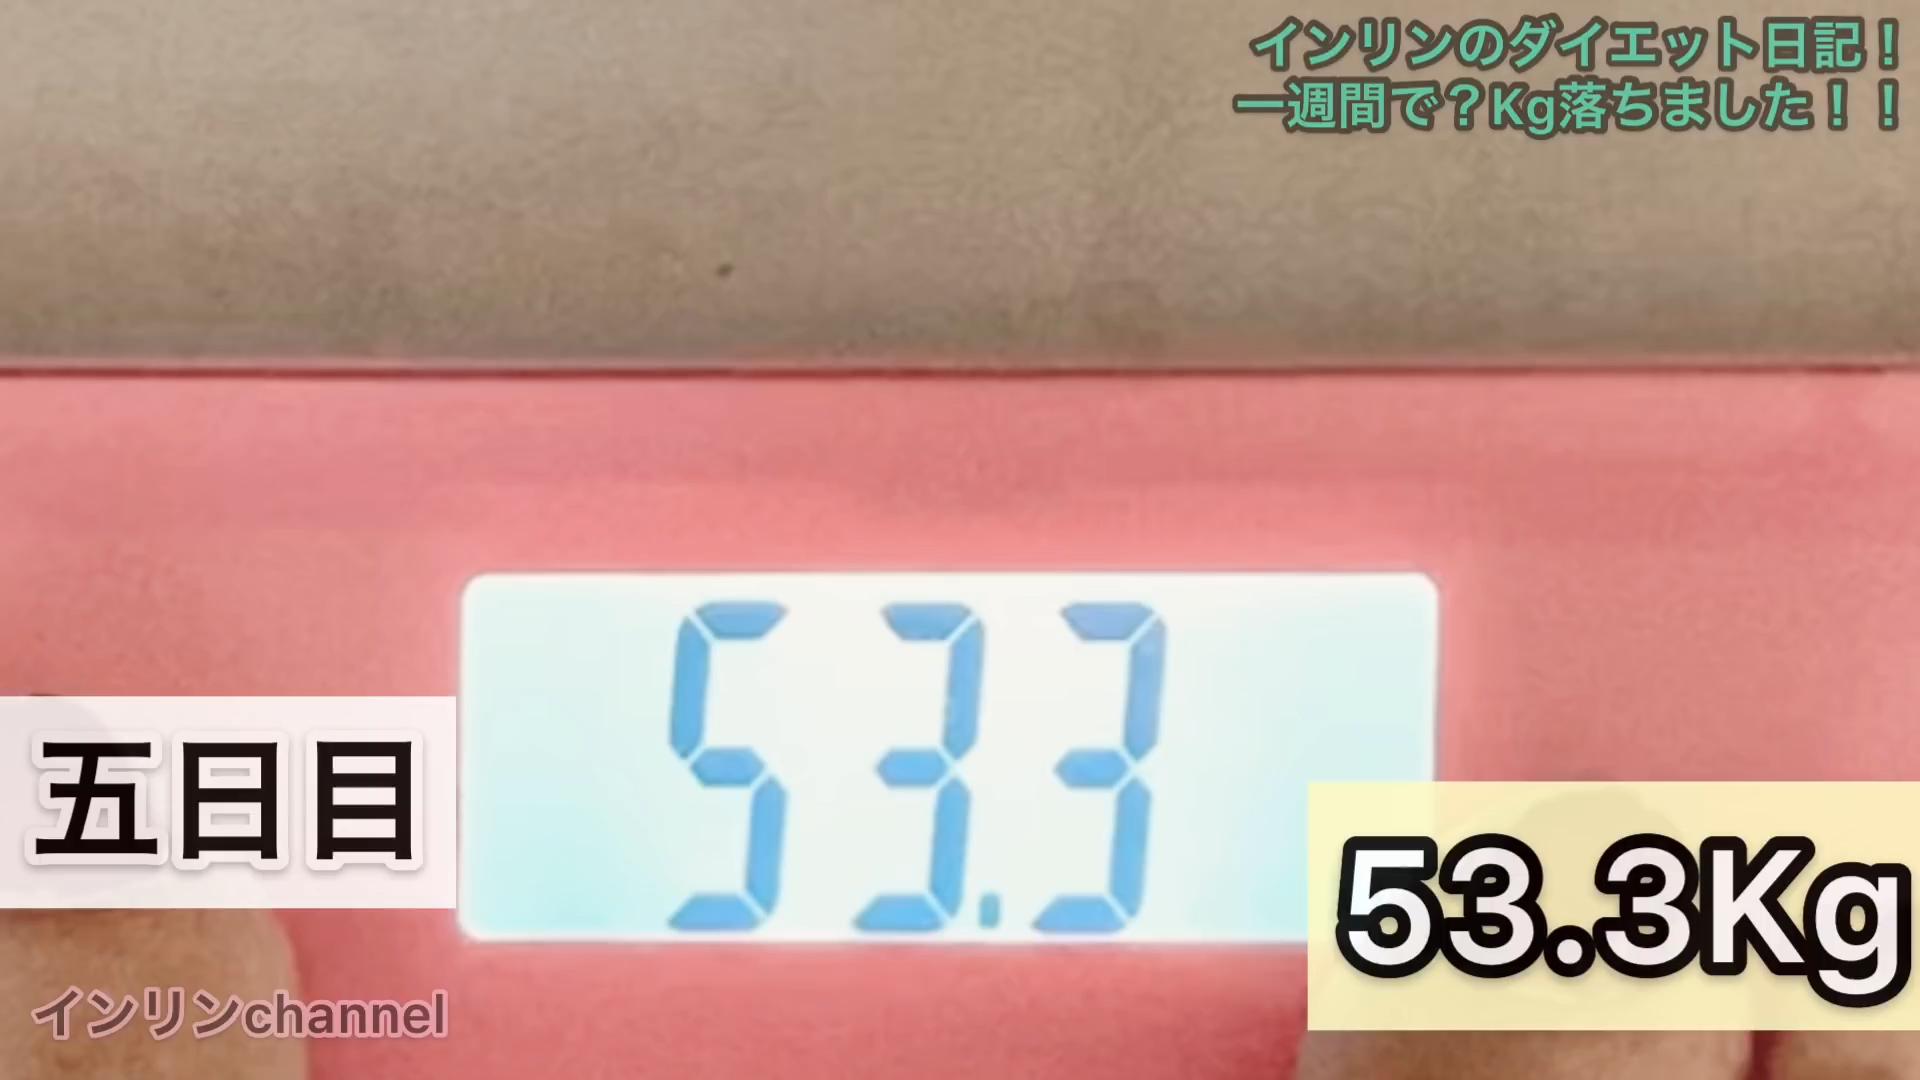 インリンのダイエット日記！
一週間で？Kg落ちました！！
53.3
五日目
53.3Kg
インリンchannel